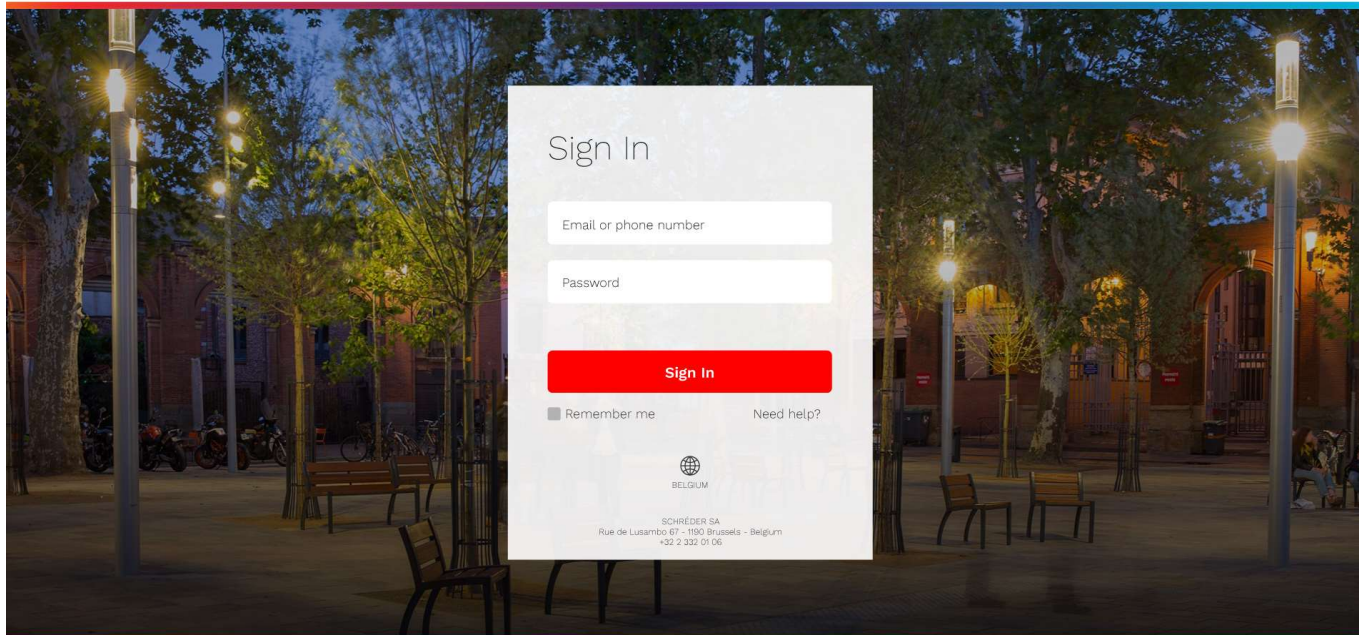 Sign In
Email or phone number
Password
Sign In
Remember me
Need help?
BELGIUM
SCHRÉDER SA
Rue de Lusambo 67 - 1190 Brussels - Belgium
+32 2 332 01 06